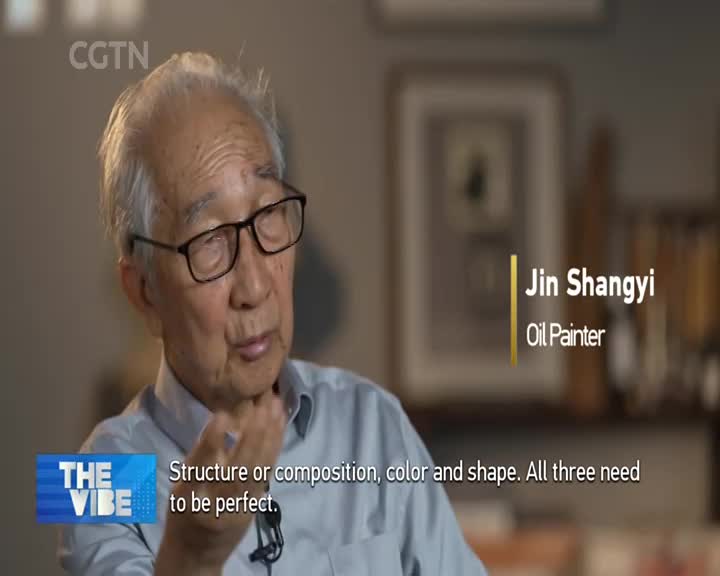 CGTN
Jin Shangyi
Oil Painter
THE
VIBE
Structure or composition, color and shape. All three need
to be perfect.